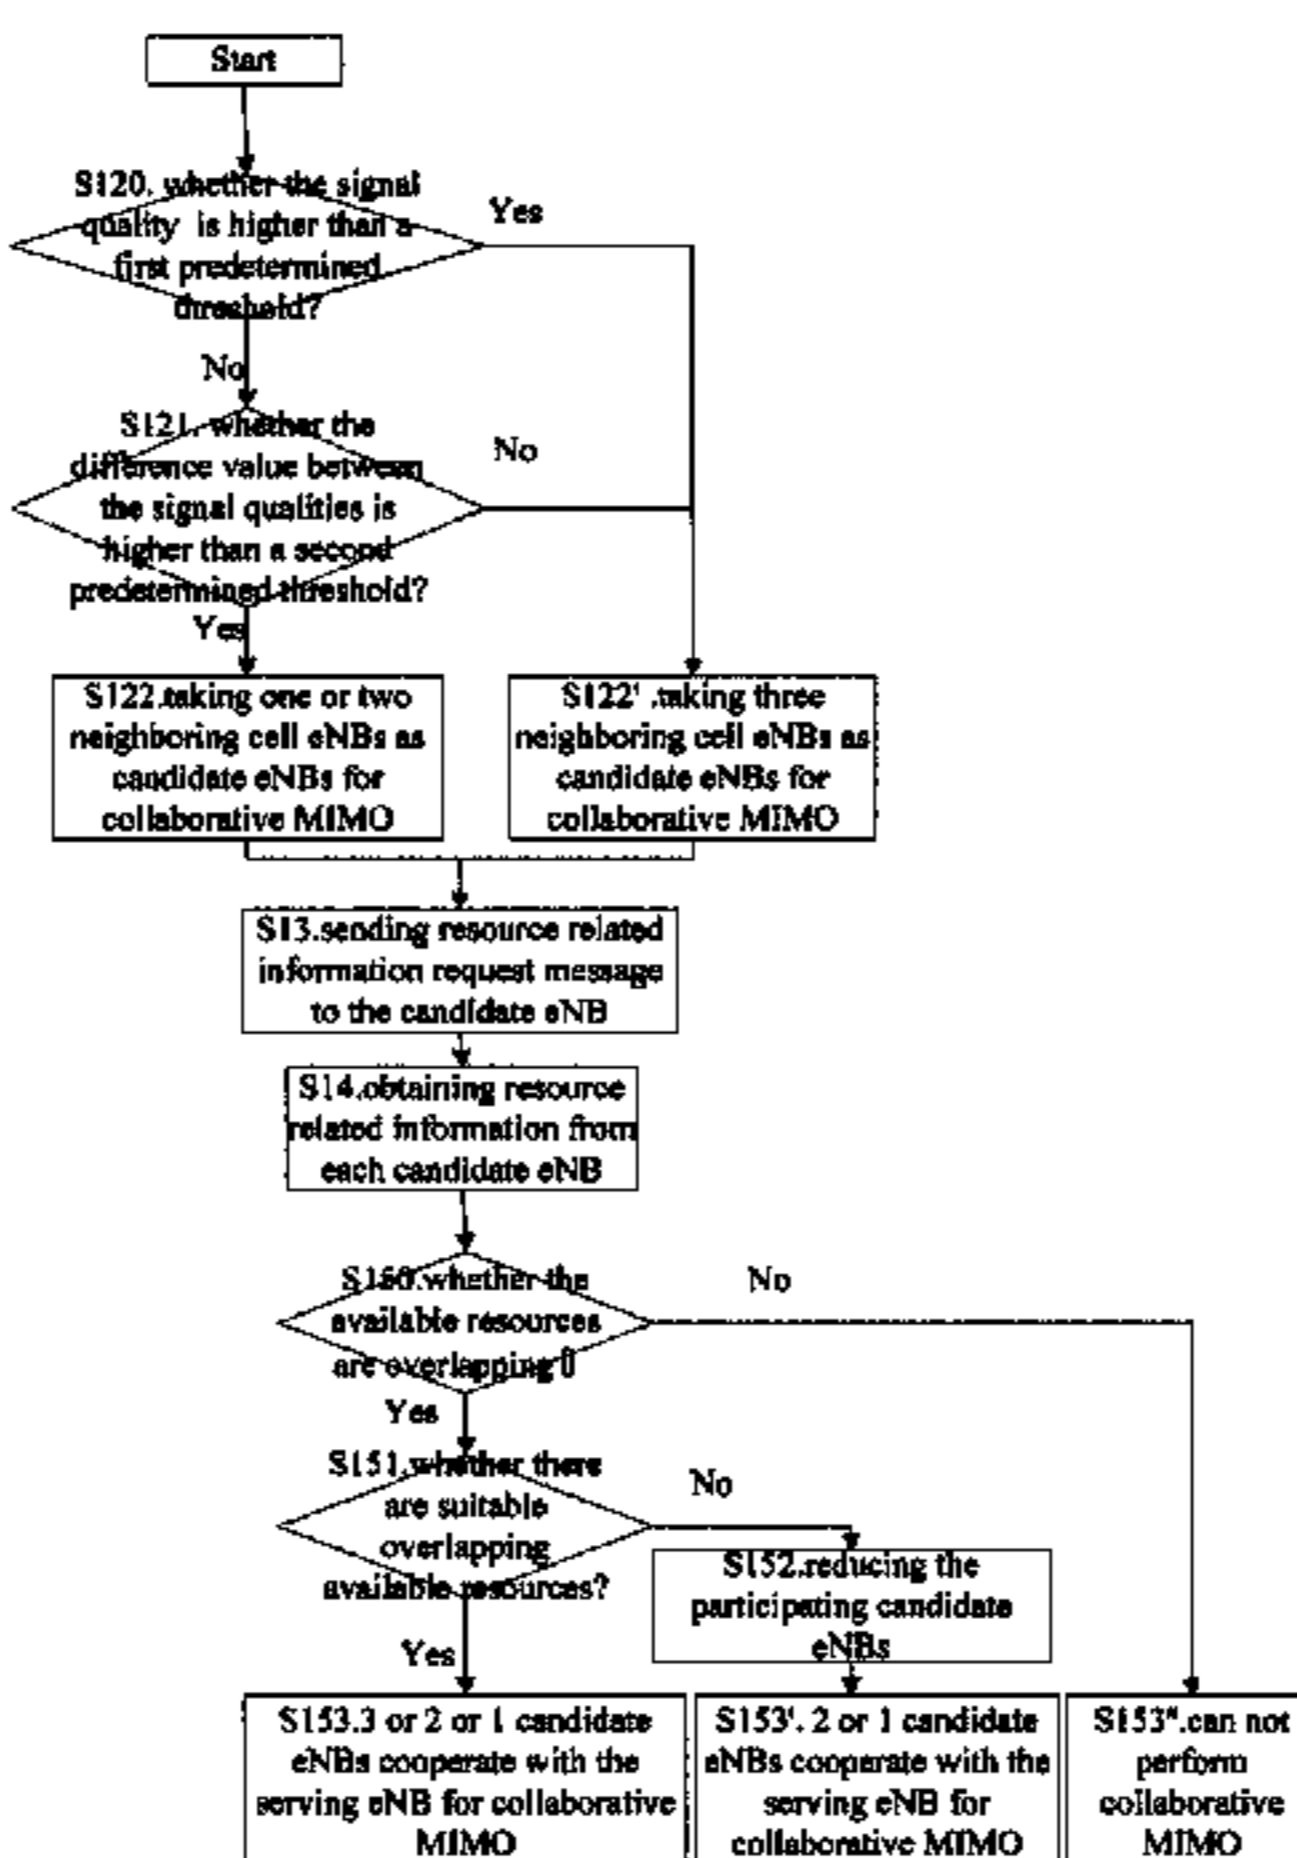 Start
S120. whether the signal
quality is higher than a
first predetermined
threshold?
Yes
No
S121. whether the
difference value between
the signal qualities is
higher than a second
predetermined threshold?
No
Yes
S122.taking one or two
neighboring cell eNBs as
candidate eNBs for
collaborative MIMO
S122'.taking three
neighboring cell eNBs as
candidate eNBs for
collaborative MIMO
S13.sending resource related
information request message
to the candidate eNB
S14.obtaining resource
related information from
each candidate eNB
S150.whether the
available resources
are overlapping
No
Yes
S151.whether there
are suitable
overlapping
available resources?
No
Yes
S152.reducing the
participating candidate
eNBs
S153.3 or 2 or 1 candidate
eNBs cooperate with the
serving eNB for collaborative
MIMO
S153'. 2 or 1 candidate
eNBs cooperate with the
serving eNB for
collaborative MIMO
S153".can not
perform
collaborative
MIMO